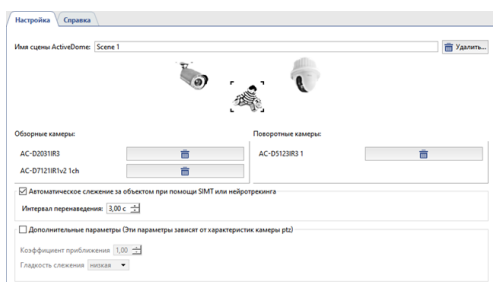 Настройка Справка
Имя сцены ActiveDome: Scene 1 Удалить...
Обзорные камеры: Поворотные камеры:
AC-D2031IR3 AC-D5123IR3 1
AC-D7121IR1v2 1ch
Автоматическое слежение за объектом при помощи SIMT или нейротрекинга
Интервал перенаведения: 3,00 с
Дополнительные параметры (Эти параметры зависят от характеристик камеры ptz)
Коэффициент приближения 1,00
Гладкость слежения низкая